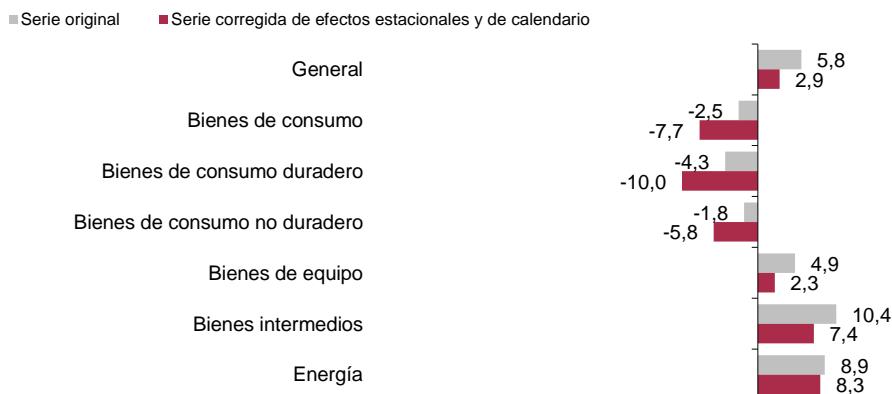 Serie original Serie corregida de efectos estacionales y de calendario
General 5,8
2,9
Bienes de consumo -2,5
-7,7
Bienes de consumo duradero -4,3
-10,0
Bienes de consumo no duradero -1,8
-5,8
Bienes de equipo 4,9
2,3
Bienes intermedios 10,4
7,4
Energía 8,9
8,3